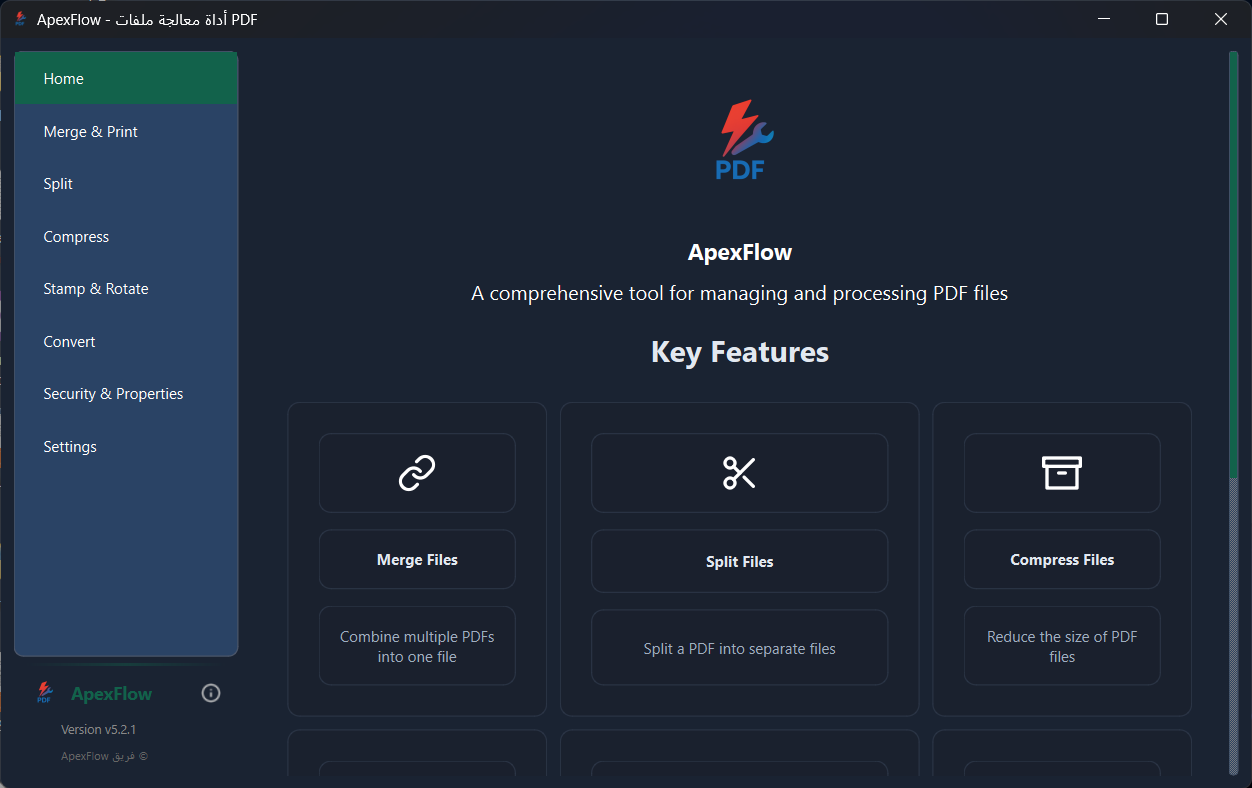 ApexFlow - أداة معالجة ملفات PDF
Home
Merge & Print
Split
Compress
Stamp & Rotate
Convert
Security & Properties
Settings
PDF
ApexFlow
Version v5.2.1
ApexFlow فريق ©
PDF
ApexFlow
A comprehensive tool for managing and processing PDF files
Key Features
Merge Files
Combine multiple PDFs
into one file
Split Files
Split a PDF into separate files
Compress Files
Reduce the size of PDF
files